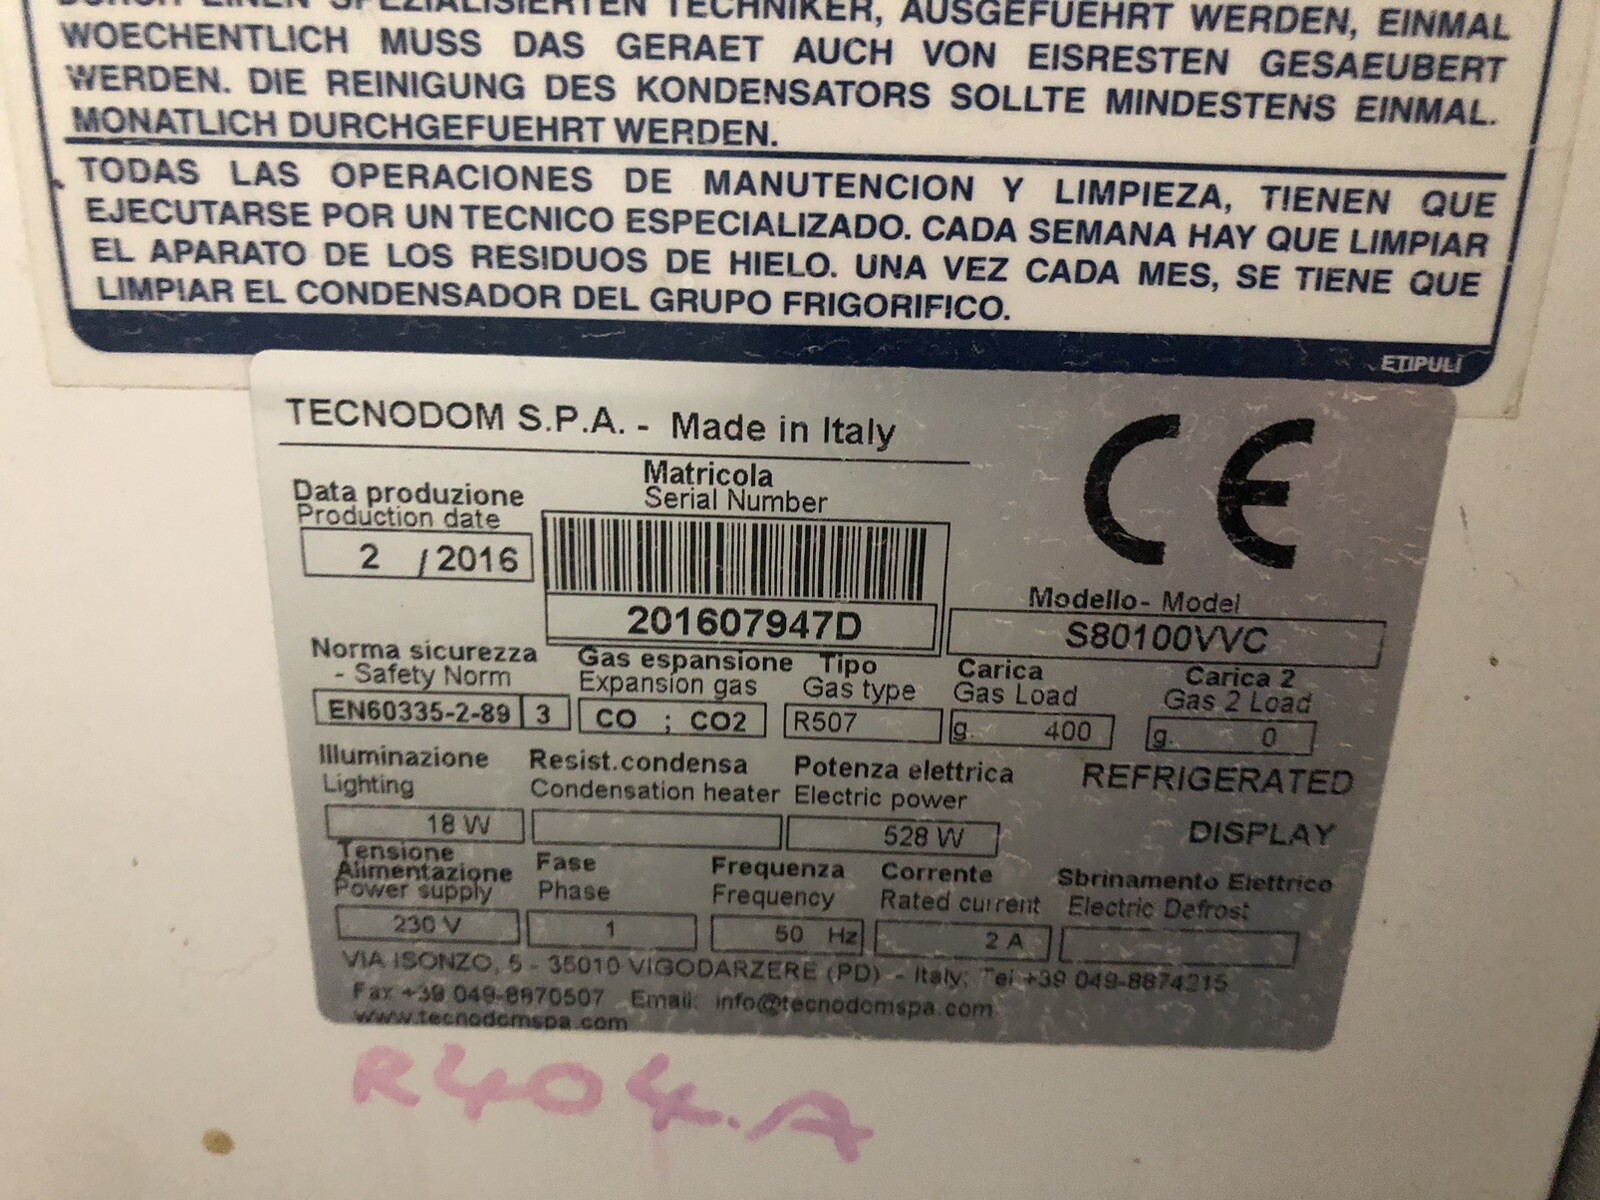 DURCH EINEN SPEZIALISIERTEN TECHNIKER, AUSGEFUEHRT WERDEN, EINMAL
WOECHENTLICH MUSS DAS GERAET AUCH VON EISRESTEN GESAEUBERT
WERDEN. DIE REINIGUNG DES KONDENSATORS SOLLTE MINDESTENS EINMAL.
MONATLICH DURCHGEFUEHRT WERDEN.
TODAS LAS OPERACIONES DE MANUTENCION Y LIMPIEZA, TIENEN QUE
EJECUTARSE POR UN TECNICO ESPECIALIZADO. CADA SEMANA HAY QUE LIMPIAR
EL APARATO DE LOS RESIDUOS DE HIELO. UNA VEZ CADA MES, SE TIENE QUE
LIMPIAR EL CONDENSADOR DEL GRUPO FRIGORIFICO.
ETIPULI
TECNODOM S.P.A. - Made in Italy
CE
Data produzione Matricola
Production date Serial Number
2 / 2016
201607947D
Modello- Model
S80100VVC
Norma sicurezza Gas espansione Tipo Carica Carica 2
- Safety Norm Expansion gas Gas type Gas Load Gas 2 Load
EN60335-2-89 3 CO ; CO2 R507 g. 400 g. 0
Illuminazione Resist.condensa Potenza elettrica REFRIGERATED
Lighting Condensation heater Electric power
18 W 528 W DISPLAY
Tensione
Alimentazione Fase Frequenza Corrente Sbrinamento Elettrico
Power supply Phase Frequency Rated current Electric Defrost
230 V 1 50 Hz 2 A
VIA ISONZO, 5 - 35010 VIGODARZERE (PD) - Italy; Tel +39 049-8874215
Fax +39 049-8870507 Email: info@tecnodomspa.com
www.tecnodomspa.com
R404.A